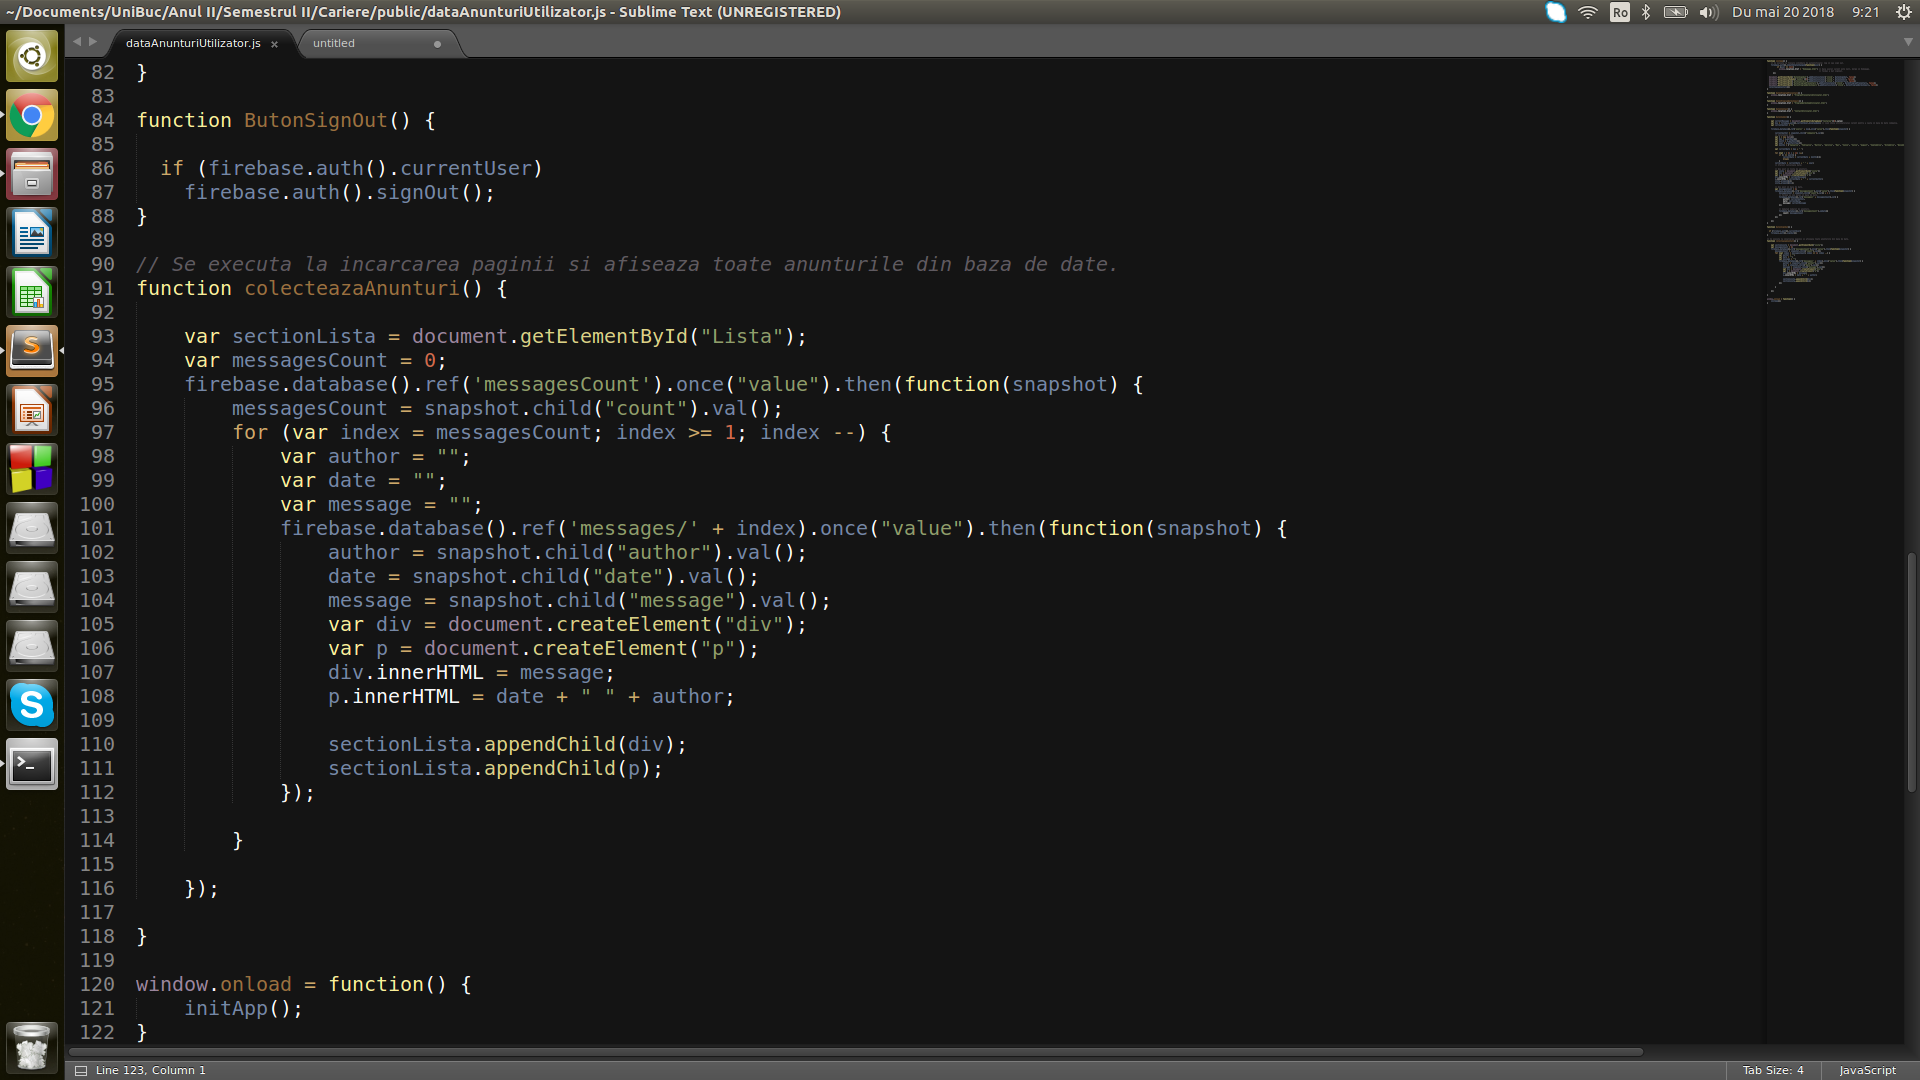 ~/Documents/UniBuc/Anul II/Semestrul II/Cariere/public/dataAnunturiUtilizator.js - Sublime Text (UNREGISTERED)
Ro
Du mai 20 2018
9:21
dataAnunturiUtilizator.js ×
untitled
82 }
83
84 function ButonSignOut() {
85
86   if (firebase.auth().currentUser)
87     firebase.auth().signOut();
88 }
89
90 // Se executa la incarcarea paginii si afiseaza toate anunturile din baza de date.
91 function colecteazaAnunturi() {
92
93     var sectionLista = document.getElementById("Lista");
94     var messagesCount = 0;
95     firebase.database().ref('messagesCount').once("value").then(function(snapshot) {
96         messagesCount = snapshot.child("count").val();
97         for (var index = messagesCount; index >= 1; index --) {
98             var author = "";
99             var date = "";
100             var message = "";
101             firebase.database().ref('messages/' + index).once("value").then(function(snapshot) {
102                 author = snapshot.child("author").val();
103                 date = snapshot.child("date").val();
104                 message = snapshot.child("message").val();
105                 var div = document.createElement("div");
106                 var p = document.createElement("p");
107                 div.innerHTML = message;
108                 p.innerHTML = date + " " + author;
109
110                 sectionLista.appendChild(div);
111                 sectionLista.appendChild(p);
112             });
113
114         }
115
116     });
117
118 }
119
120 window.onload = function() {
121     initApp();
122 }
Line 123, Column 1
Tab Size: 4
JavaScript